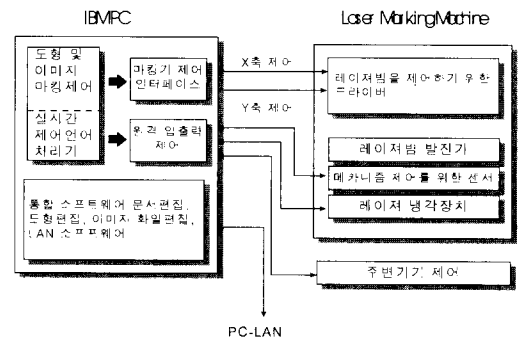 IBM PC
Laser Marking Machine
도형 및
이미지
마킹제어
실시간
제어언어
처리기
마킹기 제어
인터페이스
원격 입출력
제어
통합 소프트웨어 문서편집,
도형편집, 이미지 화일편집,
LAN 소프프웨어
X축 제어
Y축 제어
레이져빔을 제어하기 위한
드라이버
레이져빔 발진기
메카니즘 제어를 위한 센서
레이져 냉각장치
주변기기 제어
PC-LAN